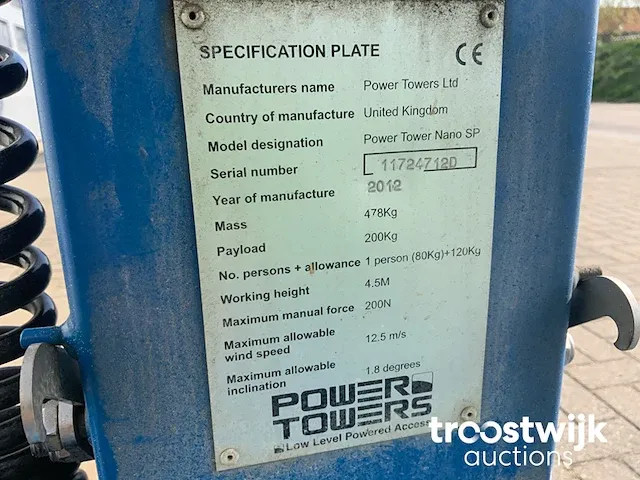 SPECIFICATION PLATE CE
Manufacturers name Power Towers Ltd
Country of manufacture United Kingdom
Model designation Power Tower Nano SP
Serial number 11724712D
Year of manufacture 2012
Mass 478Kg
Payload 200Kg
No. persons + allowance 1 person (80Kg)+120Kg
Working height 4.5M
Maximum manual force 200N
Maximum allowable
wind speed 12.5 m/s
Maximum allowable
inclination 1.8 degrees
POWER
TOWERS
Low Level Powered Access
troostwijk
auctions